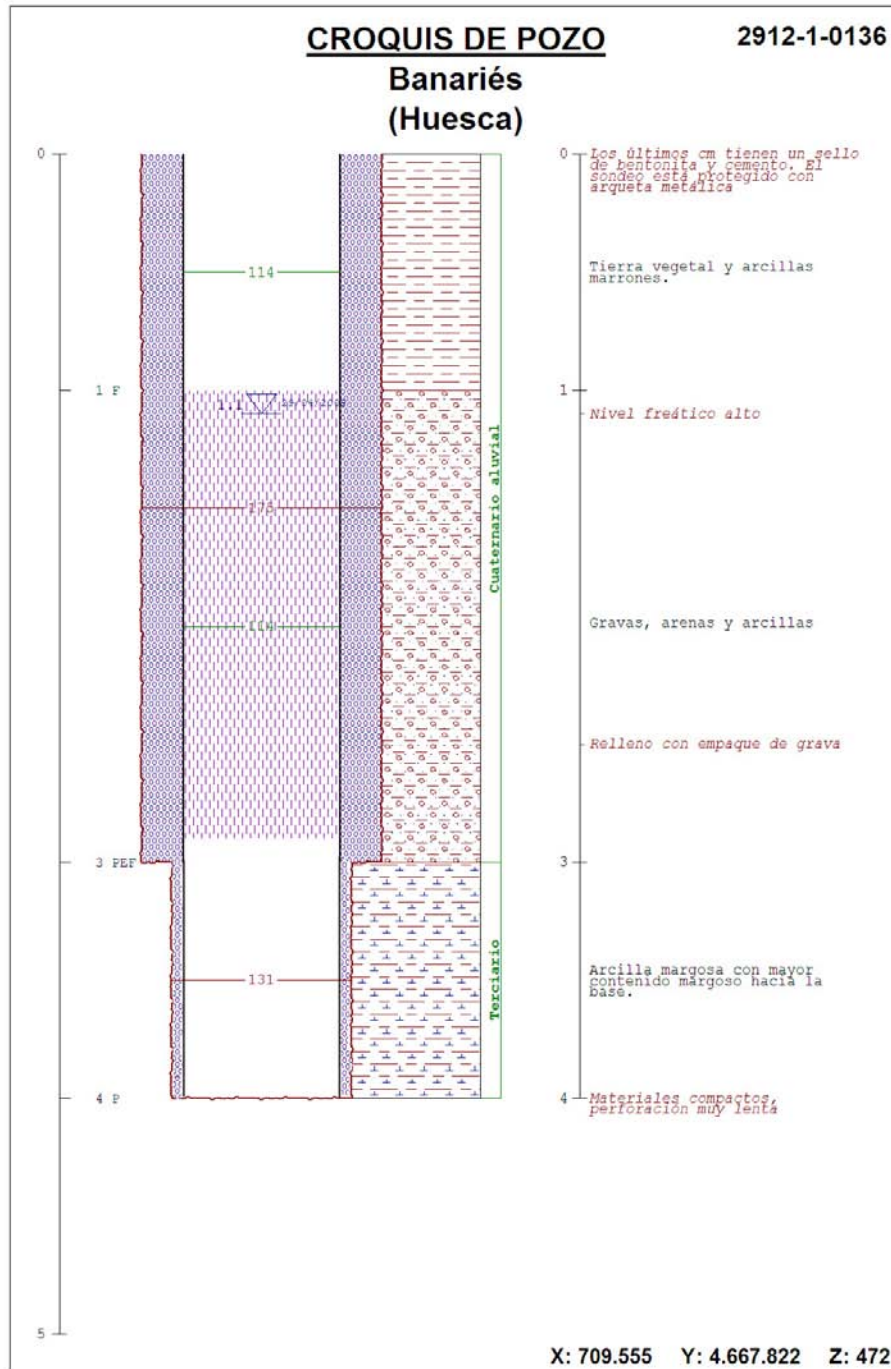 CROQUIS DE POZO
2912-1-0136
Banariés
(Huesca)
0
0
Los últimos cm tienen un sello
de bentonita y cemento. El
sondeo está protegido con
arqueta metálica
114
Tierra vegetal y arcillas
marrones.
1 F
1
1.1
Nivel freático alto
Cuaternario aluvial
175
114
Gravas, arenas y arcillas
Relleno con empaque de grava
3 PEF
3
Terciario
131
Arcilla margosa con mayor
contenido margoso hacia la
base.
4 P
4
Materiales compactos,
perforación muy lenta
5
X: 709.555 Y: 4.667.822 Z: 472